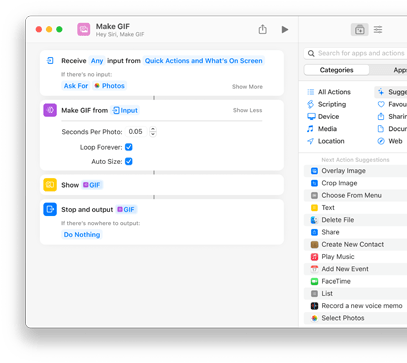 Make GIF
Hey Siri, Make GIF
Receive Any input from Quick Actions and What's On Screen
If there's no input:
Ask For Photos
Show More
Make GIF from Input
Show Less
Seconds Per Photo: 0.05
Loop Forever:
Auto Size:
Show GIF
Stop and output GIF
If there's nowhere to output:
Do Nothing
Search for apps and actions
Categories
App
All Actions
Scripting
Device
Media
Location
Sugge
Favou
Sharin
Docur
Web
Next Action Suggestions
Overlay Image
Crop Image
Choose From Menu
Text
Delete File
Share
Create New Contact
Play Music
Add New Event
FaceTime
List
Record a new voice memo
Select Photos